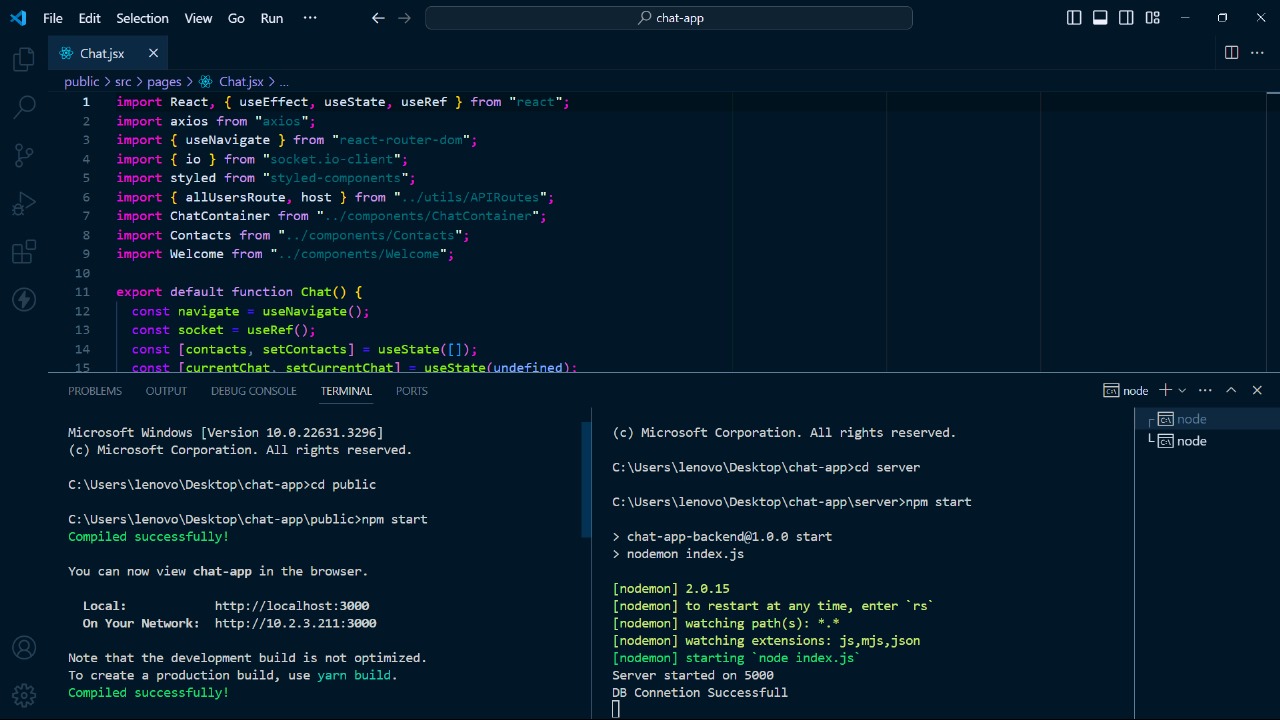 File Edit Selection View Go Run ···
chat-app
Chat.jsx
public > src > pages > Chat.jsx > ...
1 import React, { useEffect, useState, useRef } from "react";
2 import axios from "axios";
3 import { useNavigate } from "react-router-dom";
4 import { io } from "socket.io-client";
5 import styled from "styled-components";
6 import { allUsersRoute, host } from "../utils/APIRoutes";
7 import ChatContainer from "../components/ChatContainer";
8 import Contacts from "../components/Contacts";
9 import Welcome from "../components/Welcome";
10
11 export default function Chat() {
12 const navigate = useNavigate();
13 const socket = useRef();
14 const [contacts, setContacts] = useState([]);
15 const [currentChat, setCurrentChat] = useState(undefined);
PROBLEMS OUTPUT DEBUG CONSOLE TERMINAL PORTS
node
Microsoft Windows [Version 10.0.22631.3296]
(c) Microsoft Corporation. All rights reserved.
C:\Users\lenovo\Desktop\chat-app>cd public
C:\Users\lenovo\Desktop\chat-app\public>npm start
Compiled successfully!
You can now view chat-app in the browser.
Local: http://localhost:3000
On Your Network: http://10.2.3.211:3000
Note that the development build is not optimized.
To create a production build, use yarn build.
Compiled successfully!
(c) Microsoft Corporation. All rights reserved.
C:\Users\lenovo\Desktop\chat-app>cd server
C:\Users\lenovo\Desktop\chat-app\server>npm start
> chat-app-backend@1.0.0 start
> nodemon index.js
[nodemon] 2.0.15
[nodemon] to restart at any time, enter `rs`
[nodemon] watching path(s): *.*
[nodemon] watching extensions: js,mjs,json
[nodemon] starting `node index.js`
Server started on 5000
DB Connetion Successfull
node
node